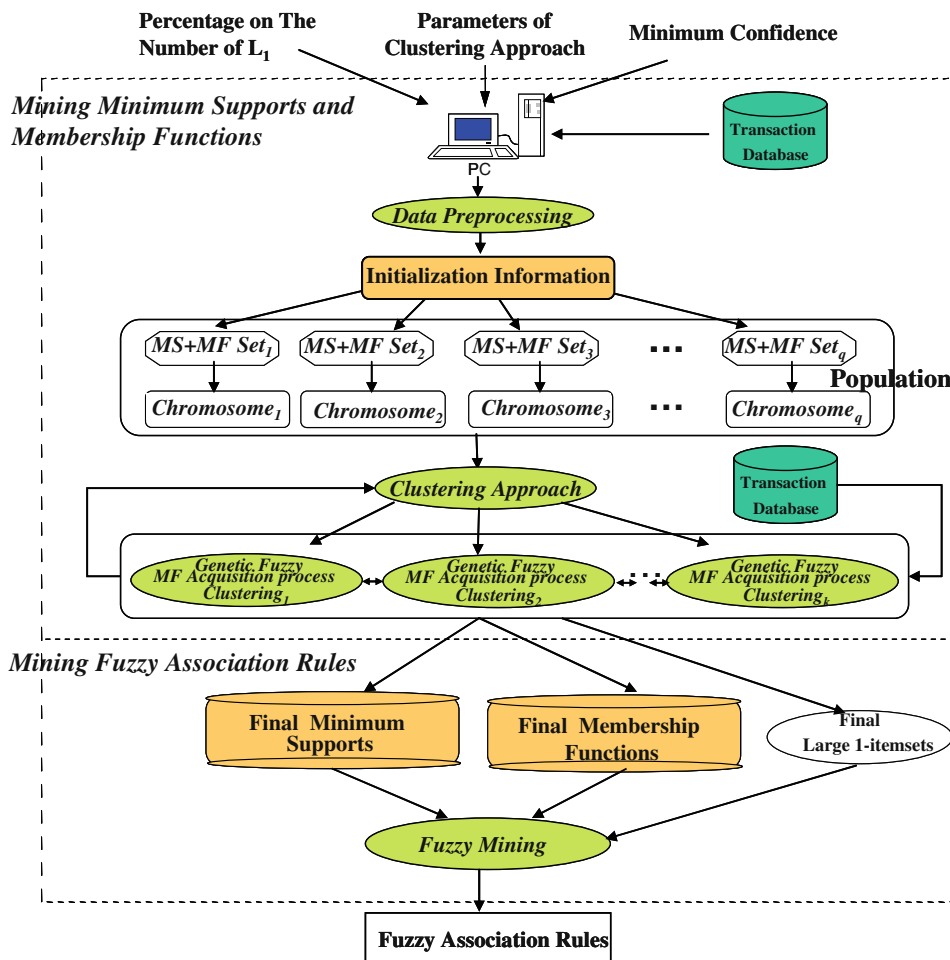 Percentage on The
Number of L1
Parameters of
Clustering Approach
Minimum Confidence
Mining Minimum Supports and
Membership Functions
Transaction
Database
PC
Data Preprocessing
Initialization Information
MS+MF Set1
MS+MF Set2
MS+MF Set3
...
MS+MF Setq
Population
Chromosome1
Chromosome2
Chromosome3
...
Chromosomeq
Clustering Approach
Transaction
Database
Genetic Fuzzy
MF Acquisition process
Clustering1
Genetic Fuzzy
MF Acquisition process
Clustering2
...
Genetic Fuzzy
MF Acquisition process
Clusteringk
Mining Fuzzy Association Rules
Final Minimum
Supports
Final Membership
Functions
Final
Large 1-itemsets
Fuzzy Mining
Fuzzy Association Rules